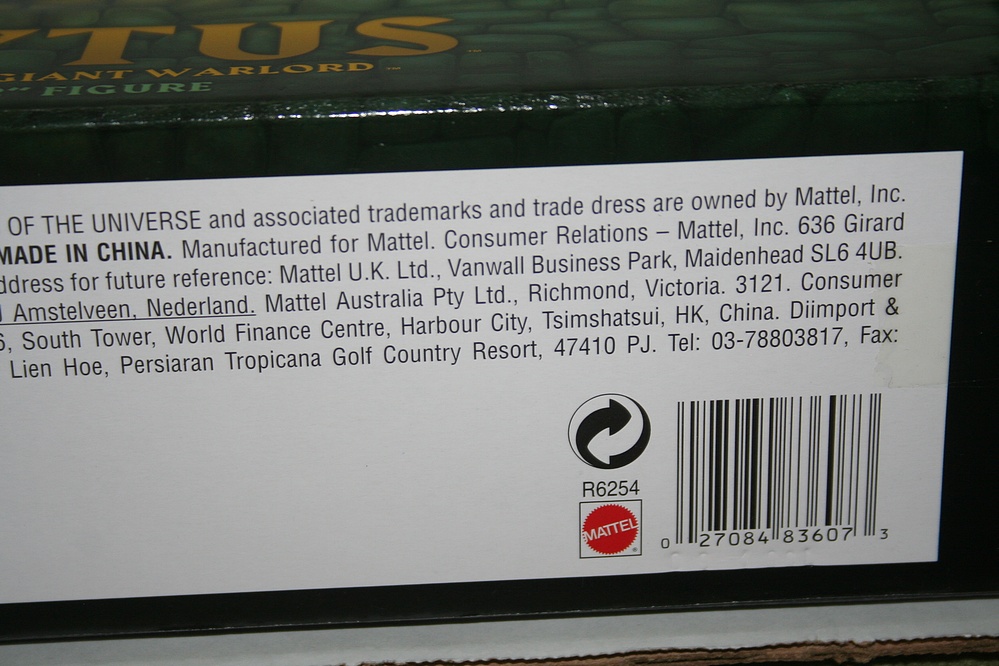 YTUS™
GIANT WARLORD™
FIGURE
OF THE UNIVERSE and associated trademarks and trade dress are owned by Mattel, Inc.
MADE IN CHINA. Manufactured for Mattel. Consumer Relations – Mattel, Inc. 636 Girard
ddress for future reference: Mattel U.K. Ltd., Vanwall Business Park, Maidenhead SL6 4UB.
Amstelveen, Nederland. Mattel Australia Pty Ltd., Richmond, Victoria. 3121. Consumer
6, South Tower, World Finance Centre, Harbour City, Tsimshatsui, HK, China. Diimport &
Lien Hoe, Persiaran Tropicana Golf Country Resort, 47410 PJ. Tel: 03-78803817, Fax:
R6254
MATTEL®
0 27084 83607 3